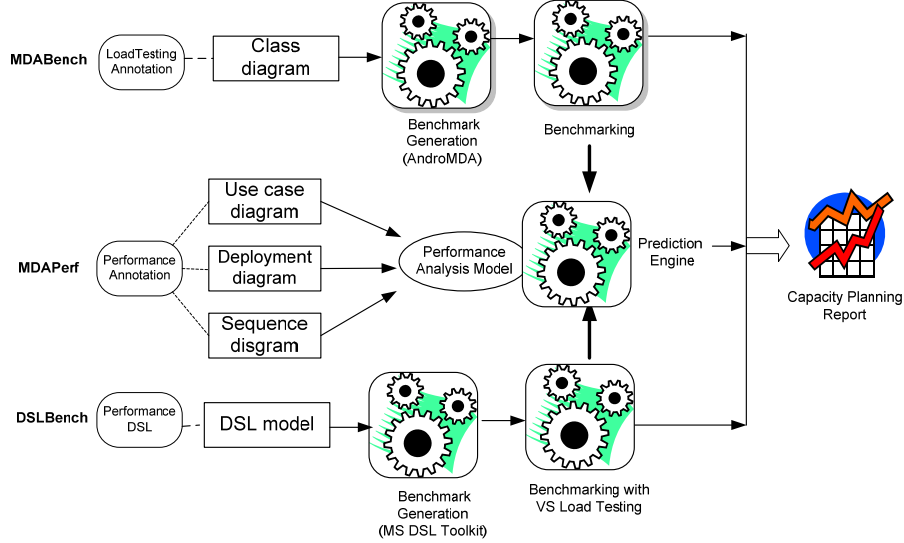 MDABench
LoadTesting
Annotation
Class
diagram
Benchmark
Generation
(AndroMDA)
Benchmarking
MDAPerf
Performance
Annotation
Use case
diagram
Deployment
diagram
Sequence
disgram
Performance
Analysis Model
Prediction
Engine
Capacity Planning
Report
DSLBench
Performance
DSL
DSL model
Benchmark
Generation
(MS DSL Toolkit)
Benchmarking with
VS Load Testing